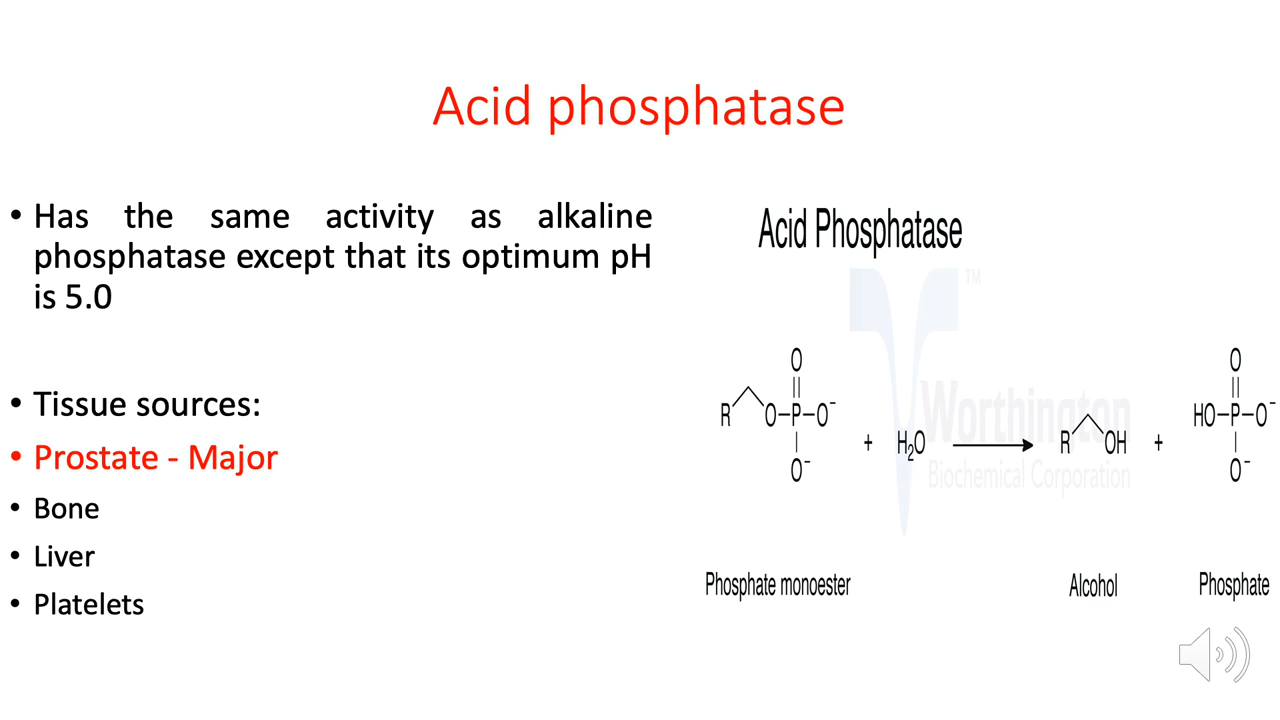 Acid phosphatase
• Has the same activity as alkaline
phosphatase except that its optimum pH
is 5.0
• Tissue sources:
• Prostate - Major
• Bone
• Liver
• Platelets
Acid Phosphatase
TM
Worthington
Biochemical Corporation
O
R O-P-O⁻
O⁻
+ H₂O
R OH
+
O
HO-P-O⁻
O⁻
Phosphate monoester
Alcohol
Phosphate